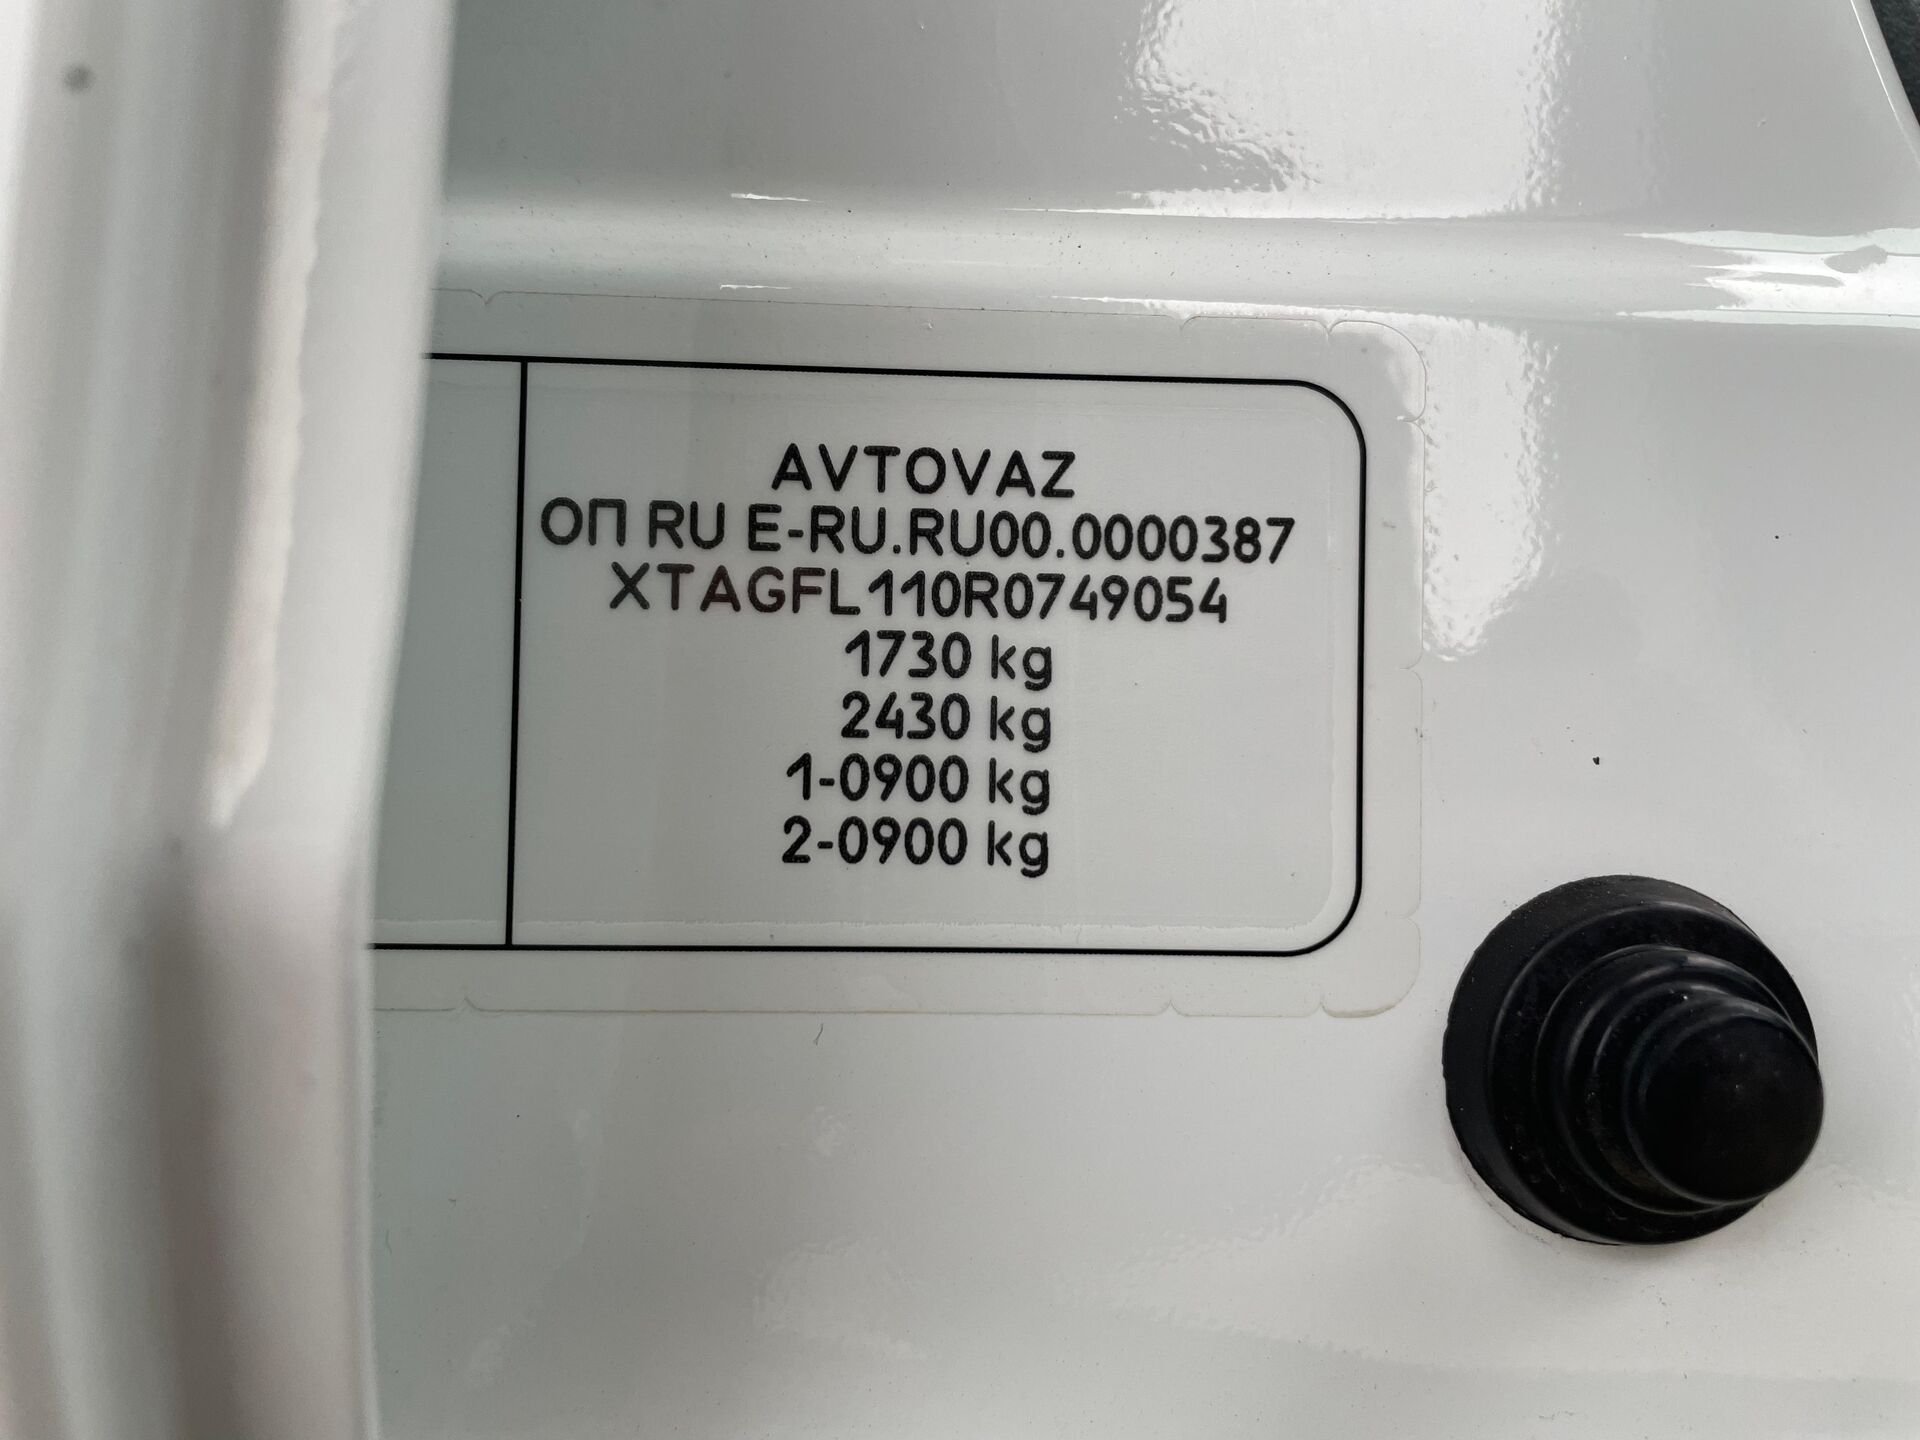 AVTOVAZ
ОП RU E-RU.RU00.0000387
XTAGFL110R0749054
1730 kg
2430 kg
1-0900 kg
2-0900 kg